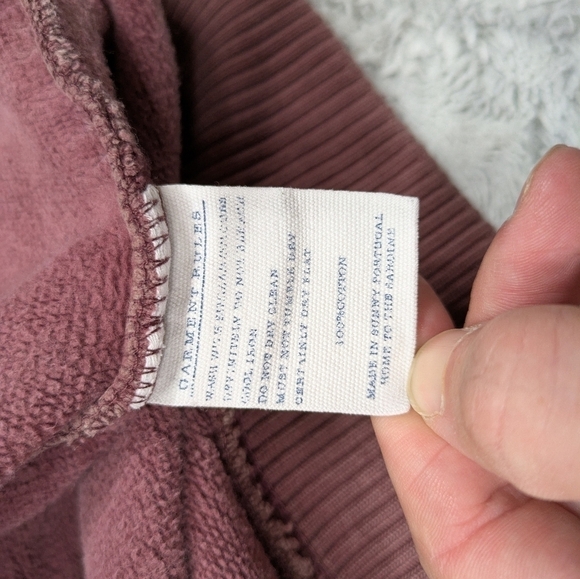 GARMENT RULES
WASH WITH SIMILAR COLOURS
DEFINITELY DO NOT BLEACH
COOL IRON
DO NOT DRY CLEAN
MUST NOT TUMBLE DRY
CERTAINLY DRY FLAT
100%COTTON
MADE IN SUNNY PORTUGAL
HOME TO THE SARDINE